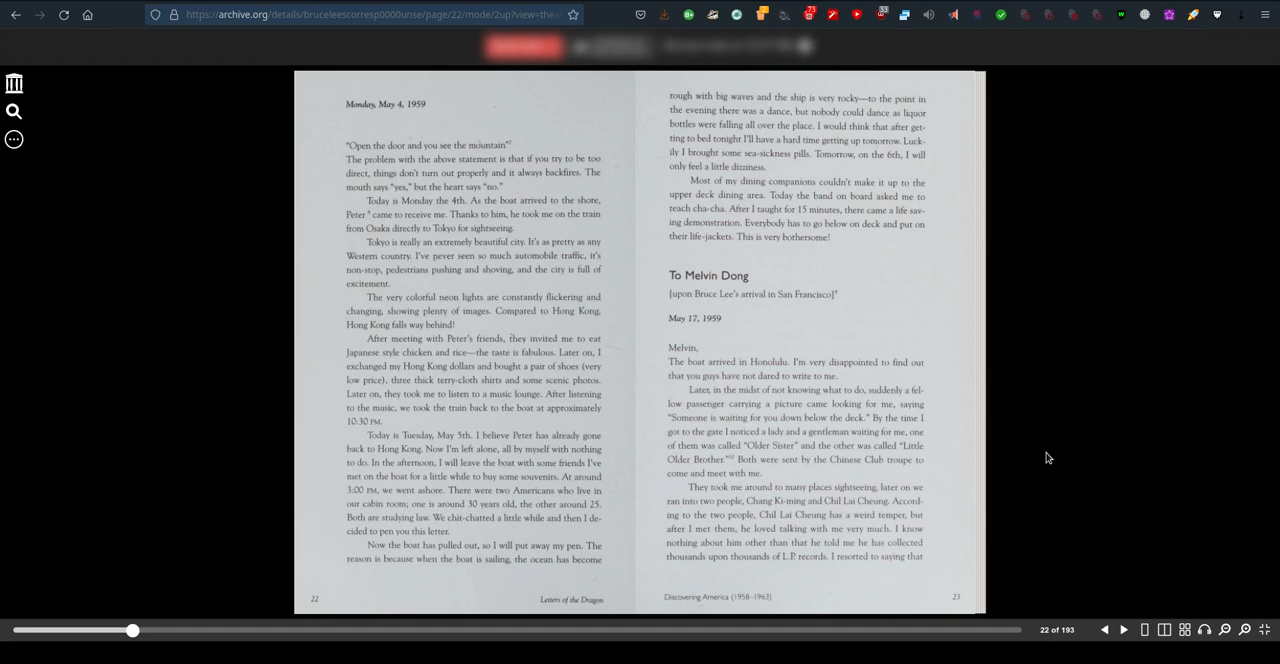 https://archive.org/details/bruceleescorresp0000unse/page/22/mode/2up?view=thea
73
33
Monday, May 4, 1959
"Open the door and you see the mountain"7
The problem with the above statement is that if you try to be too
direct, things don't turn out properly and it always backfires. The
mouth says "yes," but the heart says "no."
Today is Monday the 4th. As the boat arrived to the shore,
Peter 8 came to receive me. Thanks to him, he took me on the train
from Osaka directly to Tokyo for sightseeing.
Tokyo is really an extremely beautiful city. It's as pretty as any
Western country. I've never seen so much automobile traffic, it's
non-stop, pedestrians pushing and shoving, and the city is full of
excitement.
The very colorful neon lights are constantly flickering and
changing, showing plenty of images. Compared to Hong Kong,
Hong Kong falls way behind!
After meeting with Peter's friends, they invited me to eat
Japanese style chicken and rice—the taste is fabulous. Later on, I
exchanged my Hong Kong dollars and bought a pair of shoes (very
low price), three thick terry-cloth shirts and some scenic photos.
Later on, they took me to listen to a music lounge. After listening
to the music, we took the train back to the boat at approximately
10:30 PM.
Today is Tuesday, May 5th. I believe Peter has already gone
back to Hong Kong. Now I'm left alone, all by myself with nothing
to do. In the afternoon, I will leave the boat with some friends I've
met on the boat for a little while to buy some souvenirs. At around
3:00 PM, we went ashore. There were two Americans who live in
our cabin room; one is around 30 years old, the other around 25.
Both are studying law. We chit-chatted a little while and then I de-
cided to pen you this letter.
Now the boat has pulled out, so I will put away my pen. The
reason is because when the boat is sailing, the ocean has become
22
Letters of the Dragon
rough with big waves and the ship is very rocky—to the point in
the evening there was a dance, but nobody could dance as liquor
bottles were falling all over the place. I would think that after get-
ting to bed tonight I'll have a hard time getting up tomorrow. Luck-
ily I brought some sea-sickness pills. Tomorrow, on the 6th, I will
only feel a little dizziness.
Most of my dining companions couldn't make it up to the
upper deck dining area. Today the band on board asked me to
teach cha-cha. After I taught for 15 minutes, there came a life sav-
ing demonstration. Everybody has to go below on deck and put on
their life-jackets. This is very bothersome!
To Melvin Dong
[upon Bruce Lee's arrival in San Francisco]9
May 17, 1959
Melvin,
The boat arrived in Honolulu. I'm very disappointed to find out
that you guys have not dared to write to me.
Later, in the midst of not knowing what to do, suddenly a fel-
low passenger carrying a picture came looking for me, saying
"Someone is waiting for you down below the deck." By the time I
got to the gate I noticed a lady and a gentleman waiting for me, one
of them was called "Older Sister" and the other was called "Little
Older Brother." Both were sent by the Chinese Club troupe to
come and meet with me.
They took me around to many places sightseeing, later on we
ran into two people, Chang Ki-ming and Chil Lai Cheung. Accord-
ing to the two people, Chil Lai Cheung has a weird temper, but
after I met them, he loved talking with me very much. I know
nothing about him other than that he told me he has collected
thousands upon thousands of L.P. records. I resorted to saying that
Discovering America (1958–1963)
23
22 of 193